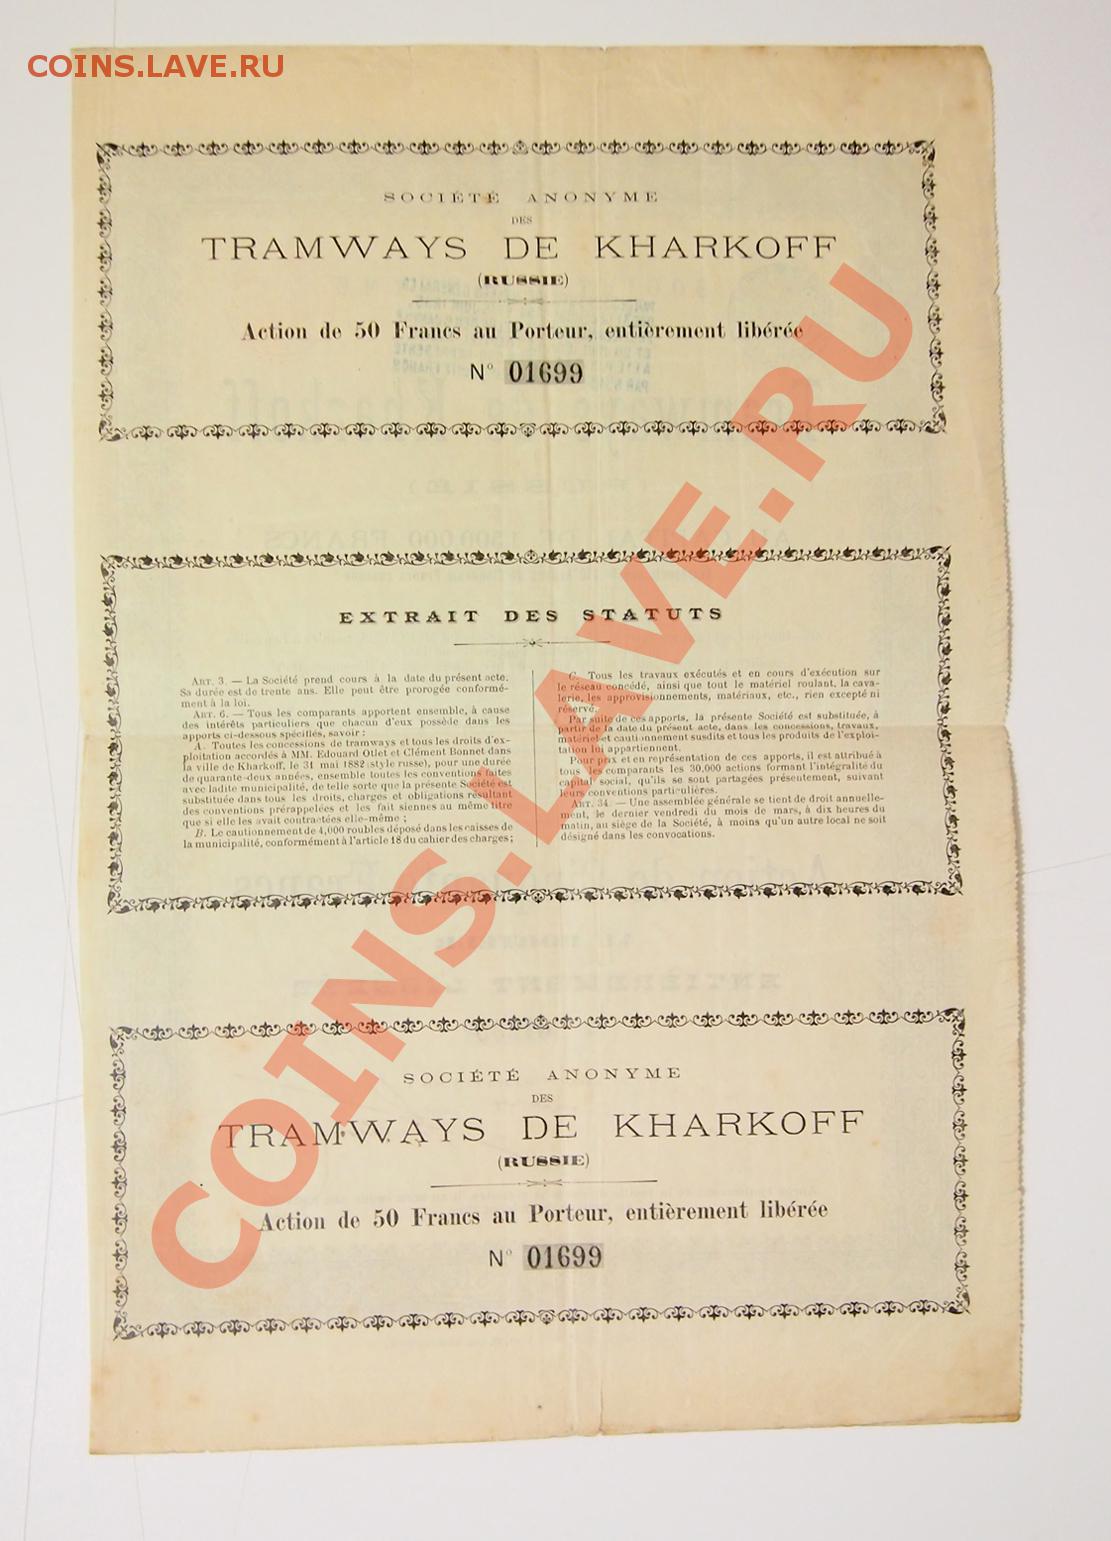 COINS.LAVE.RU
SOCIÉTÉ ANONYME
DES
TRAMWAYS DE KHARKOFF
(RUSSIE)
Action de 50 Francs au Porteur, entièrement libérée
N° 01699
EXTRAIT DES STATUTS
ART. 3. — La Société prend cours à la date du présent acte.
Sa durée est de trente ans. Elle peut être prorogée conformé-
ment à la loi.
ART. 6. — Tous les comparants apportent ensemble, à cause
des intérêts particuliers que chacun d'eux possède dans les
apports ci-dessous spécifiés, savoir :
A. Toutes les concessions de tramways et tous les droits d'ex-
ploitation accordés à MM. Edouard Otlet et Clément Bonnet dans
la ville de Kharkoff, le 31 mai 1882 (style russe), pour une durée
de quarante-deux années, ensemble toutes les conventions faites
avec ladite municipalité, de telle sorte que la présente Société est
substituée dans tous les droits, charges et obligations résultant
des conventions prérappelées et les fait siennes au même titre
que si elle les avait contractées elle-même ;
B. Le cautionnement de 4,000 roubles déposé dans les caisses de
la municipalité, conformément à l'article 18 du cahier des charges ;
C. Tous les travaux exécutés et en cours d'exécution sur
le réseau concédé, ainsi que tout le matériel roulant, la cava-
lerie, les approvisionnements, matériaux, etc., rien excepté ni
réservé.
Par suite de ces apports, la présente Société est substituée, à
partir de la date du présent acte, dans les concessions, travaux,
matériel et cautionnement susdits et tous les produits de l'exploi-
tation lui appartiennent.
Pour prix et en représentation de ces apports, il est attribué à
tous les comparants les 30,000 actions formant l'intégralité du
capital social, qu'ils se sont partagées présentement, suivant
leurs conventions particulières.
ART. 34. — Une assemblée générale se tient de droit annuelle-
ment, le dernier vendredi du mois de mars, à dix heures du
matin, au siège de la Société, à moins qu'un autre local ne soit
désigné dans les convocations.
SOCIÉTÉ ANONYME
DES
TRAMWAYS DE KHARKOFF
(RUSSIE)
Action de 50 Francs au Porteur, entièrement libérée
N° 01699
COINS.LAVE.RU